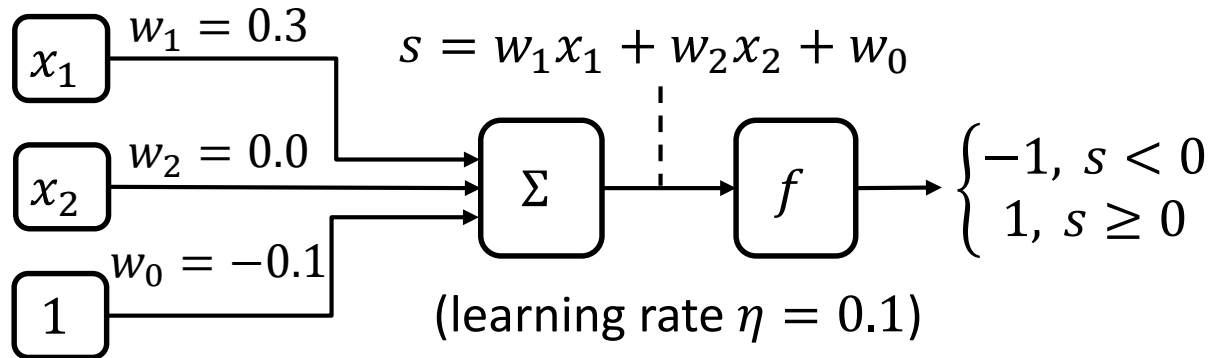 w₁ = 0.3
x₁
s = w₁x₁ + w₂x₂ + w₀
w₂ = 0.0
x₂
Σ
f
−1, s < 0
1, s ≥ 0
w₀ = −0.1
1
(learning rate η = 0.1)